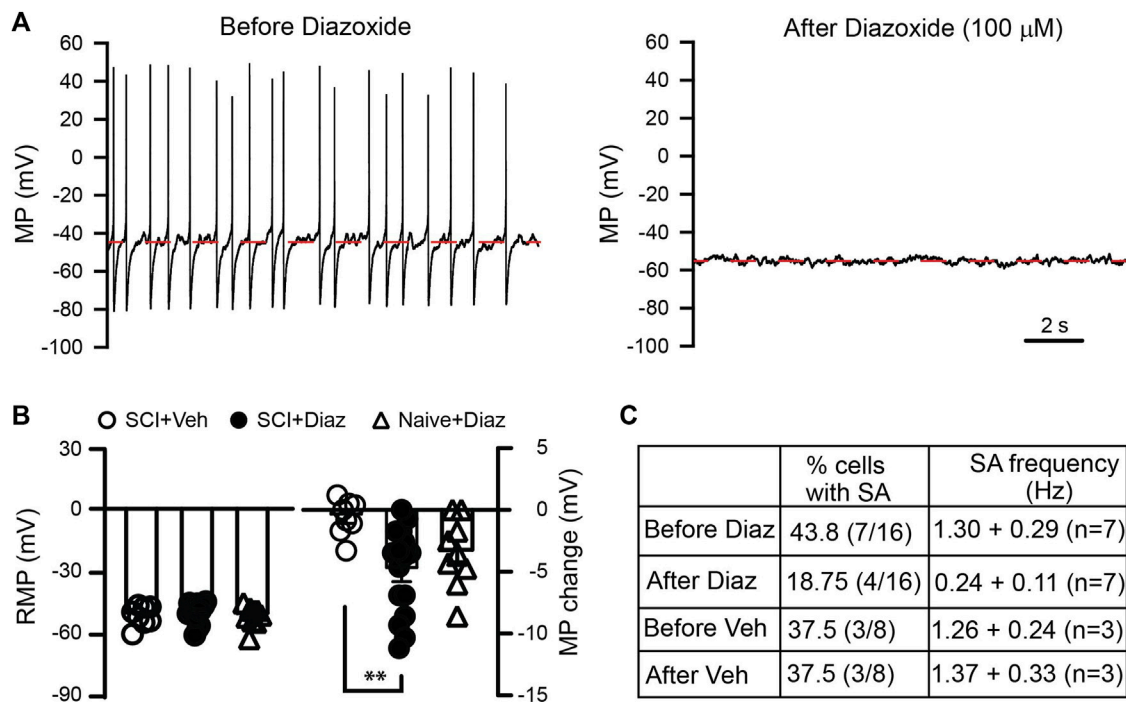 A
Before Diazoxide
After Diazoxide (100 μM)
MP (mV)
60
40
20
0
-20
-40
-60
-80
-100
MP (mV)
60
40
20
0
-20
-40
-60
-80
-100
2 s
B
SCI+Veh SCI+Diaz Naive+Diaz
RMP (mV)
30
0
-30
-60
-90
5
0
-5
-10
-15
MP change (mV)
**
C
% cells with SA
SA frequency (Hz)
Before Diaz 43.8 (7/16) 1.30 + 0.29 (n=7)
After Diaz 18.75 (4/16) 0.24 + 0.11 (n=7)
Before Veh 37.5 (3/8) 1.26 + 0.24 (n=3)
After Veh 37.5 (3/8) 1.37 + 0.33 (n=3)